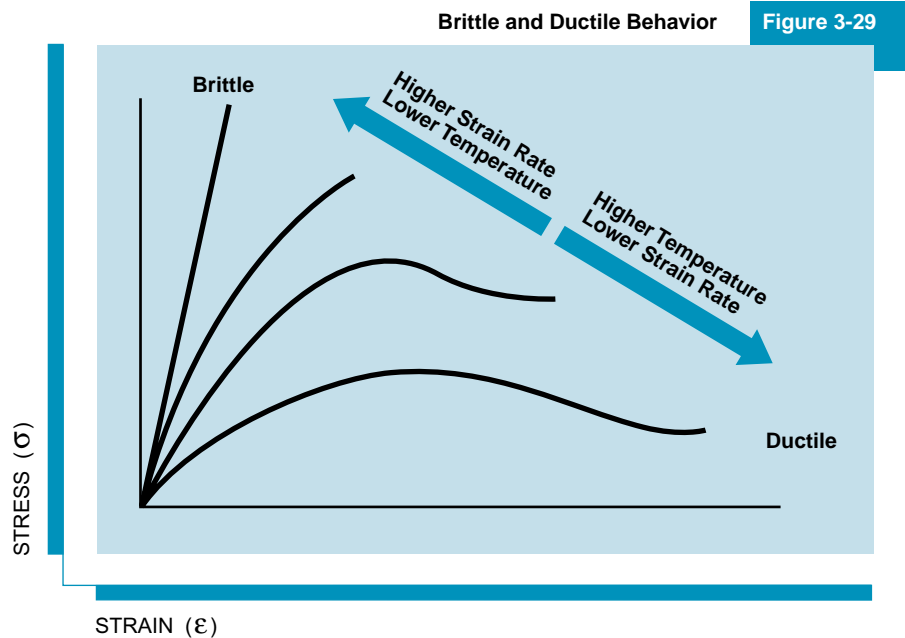 Brittle and Ductile Behavior
Figure 3-29
Brittle
Higher Strain Rate
Lower Temperature
Higher Temperature
Lower Strain Rate
Ductile
STRESS (σ)
STRAIN (ε)